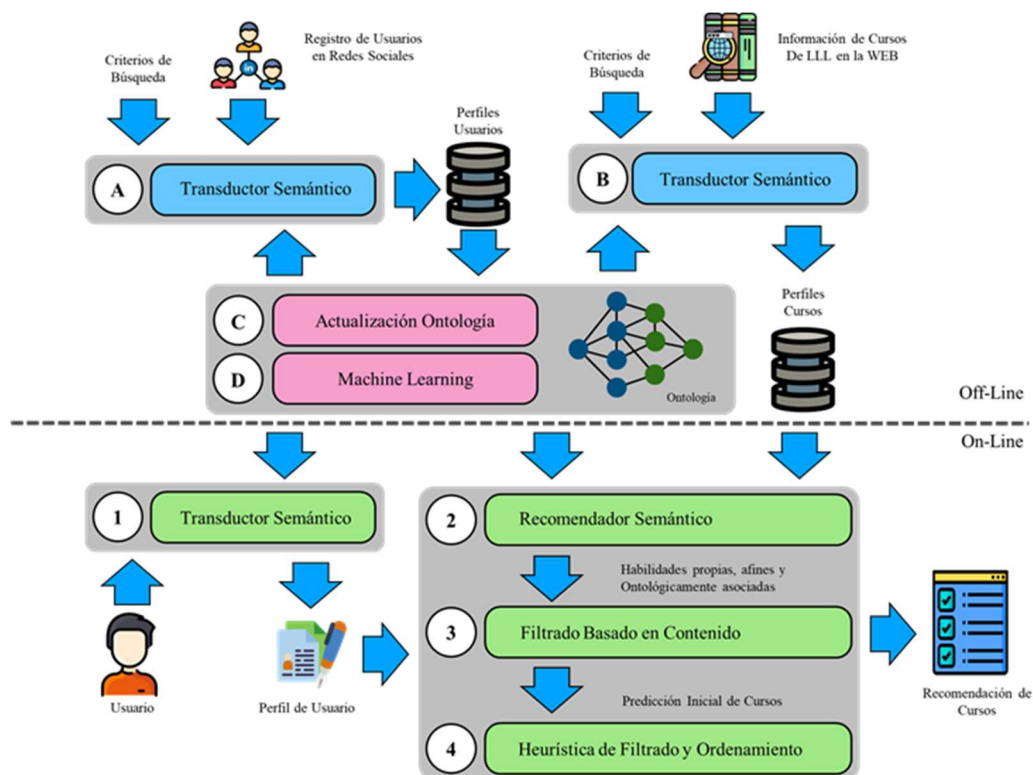 Criterios de
Búsqueda
Registro de Usuarios
en Redes Sociales
in
Criterios de
Búsqueda
Información de Cursos
De LLL en la WEB
Perfiles
Usuarios
A
Transductor Semántico
B
Transductor Semántico
C
Actualización Ontología
D
Machine Learning
Ontología
Perfiles
Cursos
Off-Line
On-Line
1
Transductor Semántico
2
Recomendador Semántico
Habilidades propias, afines y
Ontológicamente asociadas
3
Filtrado Basado en Contenido
Predicción Inicial de Cursos
4
Heurística de Filtrado y Ordenamiento
Usuario
Perfil de Usuario
Recomendación de
Cursos